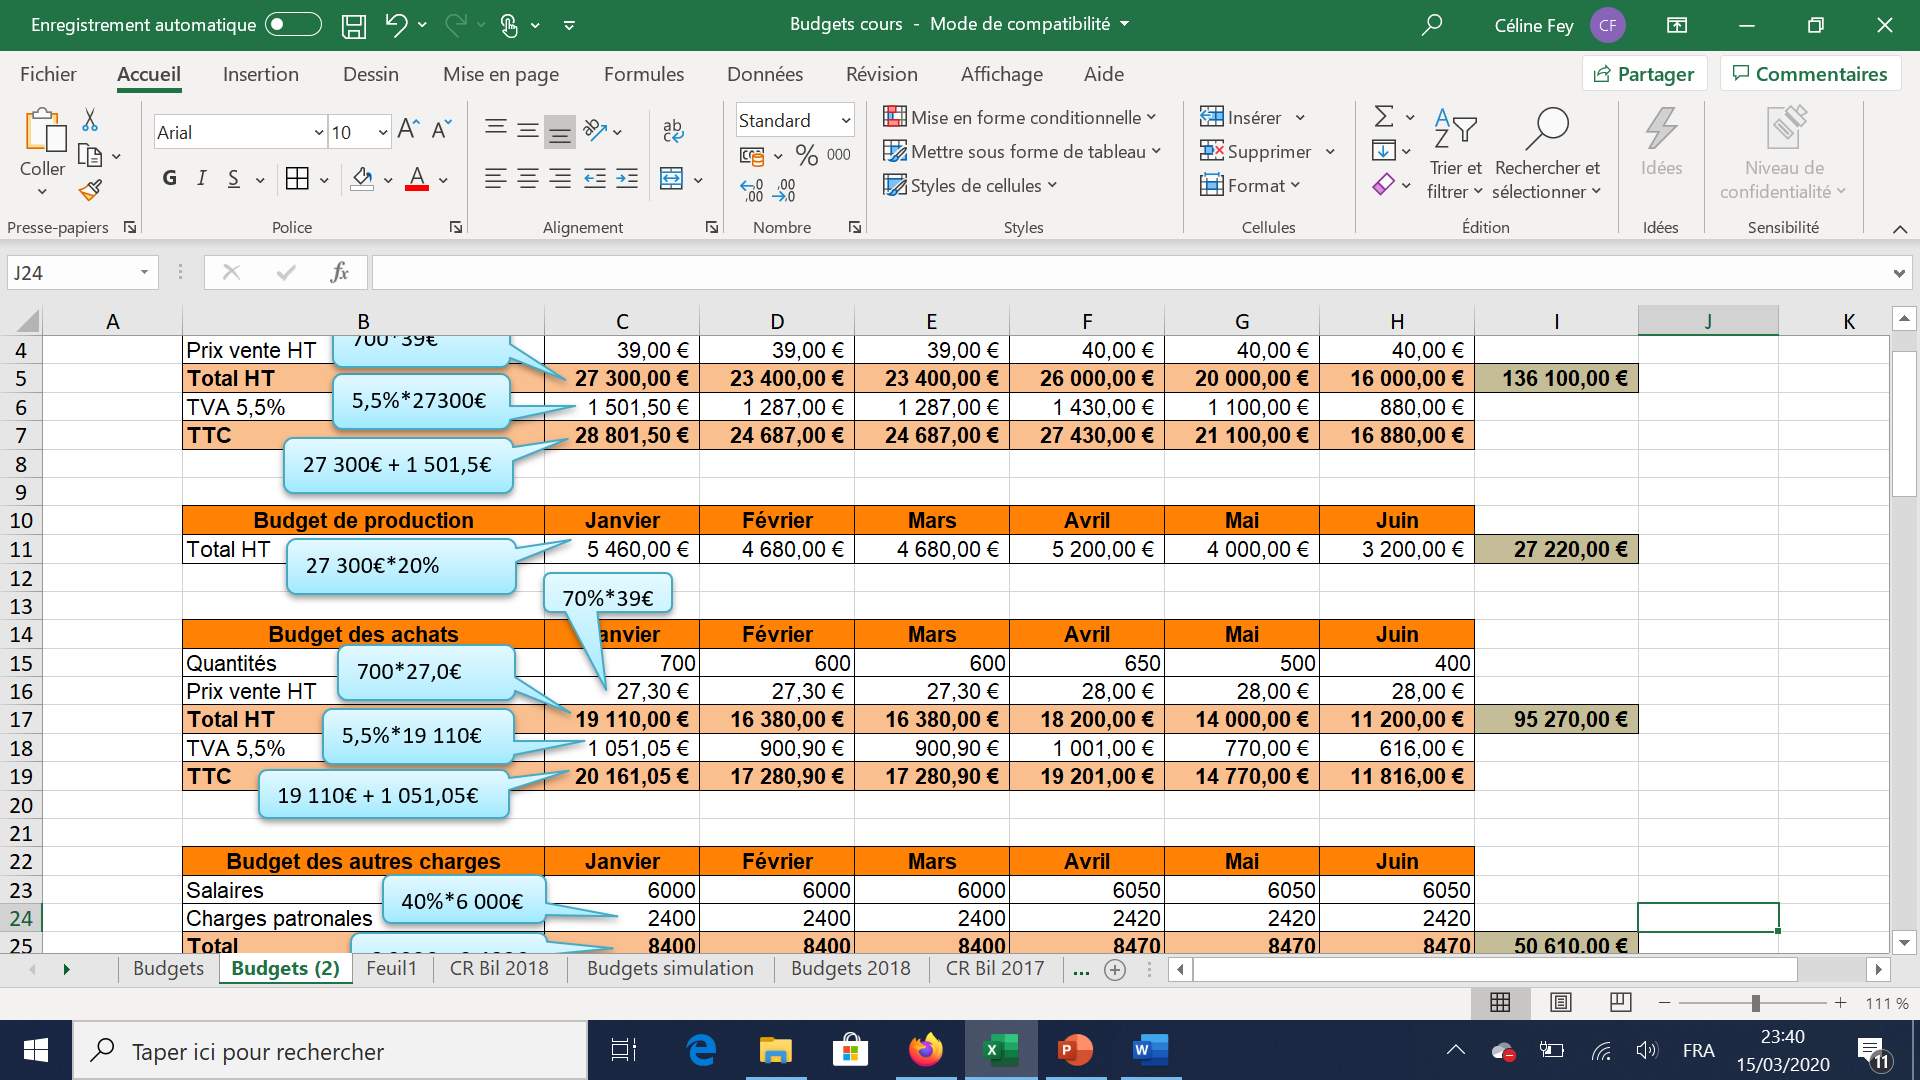 Enregistrement automatique
Budgets cours - Mode de compatibilité
Céline Fey CF
Fichier Accueil Insertion Dessin Mise en page Formules Données Révision Affichage Aide
Partager Commentaires
Coller
Arial 10
G I S
Standard
% 000
Mise en forme conditionnelle
Mettre sous forme de tableau
Styles de cellules
Insérer
Supprimer
Format
Trier et filtrer
Rechercher et sélectionner
Idées
Niveau de confidentialité
Presse-papiers Police Alignement Nombre Styles Cellules Édition Idées Sensibilité
J24 fx
A B C D E F G H I J K
700*39€
4 Prix vente HT 39,00 € 39,00 € 39,00 € 40,00 € 40,00 € 40,00 €
5 Total HT 27 300,00 € 23 400,00 € 23 400,00 € 26 000,00 € 20 000,00 € 16 000,00 € 136 100,00 €
5,5%*27300€
6 TVA 5,5% 1 501,50 € 1 287,00 € 1 287,00 € 1 430,00 € 1 100,00 € 880,00 €
7 TTC 28 801,50 € 24 687,00 € 24 687,00 € 27 430,00 € 21 100,00 € 16 880,00 €
8
27 300€ + 1 501,5€
9
10 Budget de production Janvier Février Mars Avril Mai Juin
11 Total HT 5 460,00 € 4 680,00 € 4 680,00 € 5 200,00 € 4 000,00 € 3 200,00 € 27 220,00 €
27 300€*20%
12
70%*39€
13
14 Budget des achats Janvier Février Mars Avril Mai Juin
15 Quantités 700 600 600 650 500 400
700*27,0€
16 Prix vente HT 27,30 € 27,30 € 27,30 € 28,00 € 28,00 € 28,00 €
17 Total HT 19 110,00 € 16 380,00 € 16 380,00 € 18 200,00 € 14 000,00 € 11 200,00 € 95 270,00 €
5,5%*19 110€
18 TVA 5,5% 1 051,05 € 900,90 € 900,90 € 1 001,00 € 770,00 € 616,00 €
19 TTC 20 161,05 € 17 280,90 € 17 280,90 € 19 201,00 € 14 770,00 € 11 816,00 €
19 110€ + 1 051,05€
20
21
22 Budget des autres charges Janvier Février Mars Avril Mai Juin
23 Salaires 6000 6000 6000 6050 6050 6050
40%*6 000€
24 Charges patronales 2400 2400 2400 2420 2420 2420
25 Total 8400 8400 8400 8470 8470 8470 50 610,00 €
Budgets Budgets (2) Feuil1 CR Bil 2018 Budgets simulation Budgets 2018 CR Bil 2017 ...
111 %
Taper ici pour rechercher
FRA
23:40
15/03/2020
11